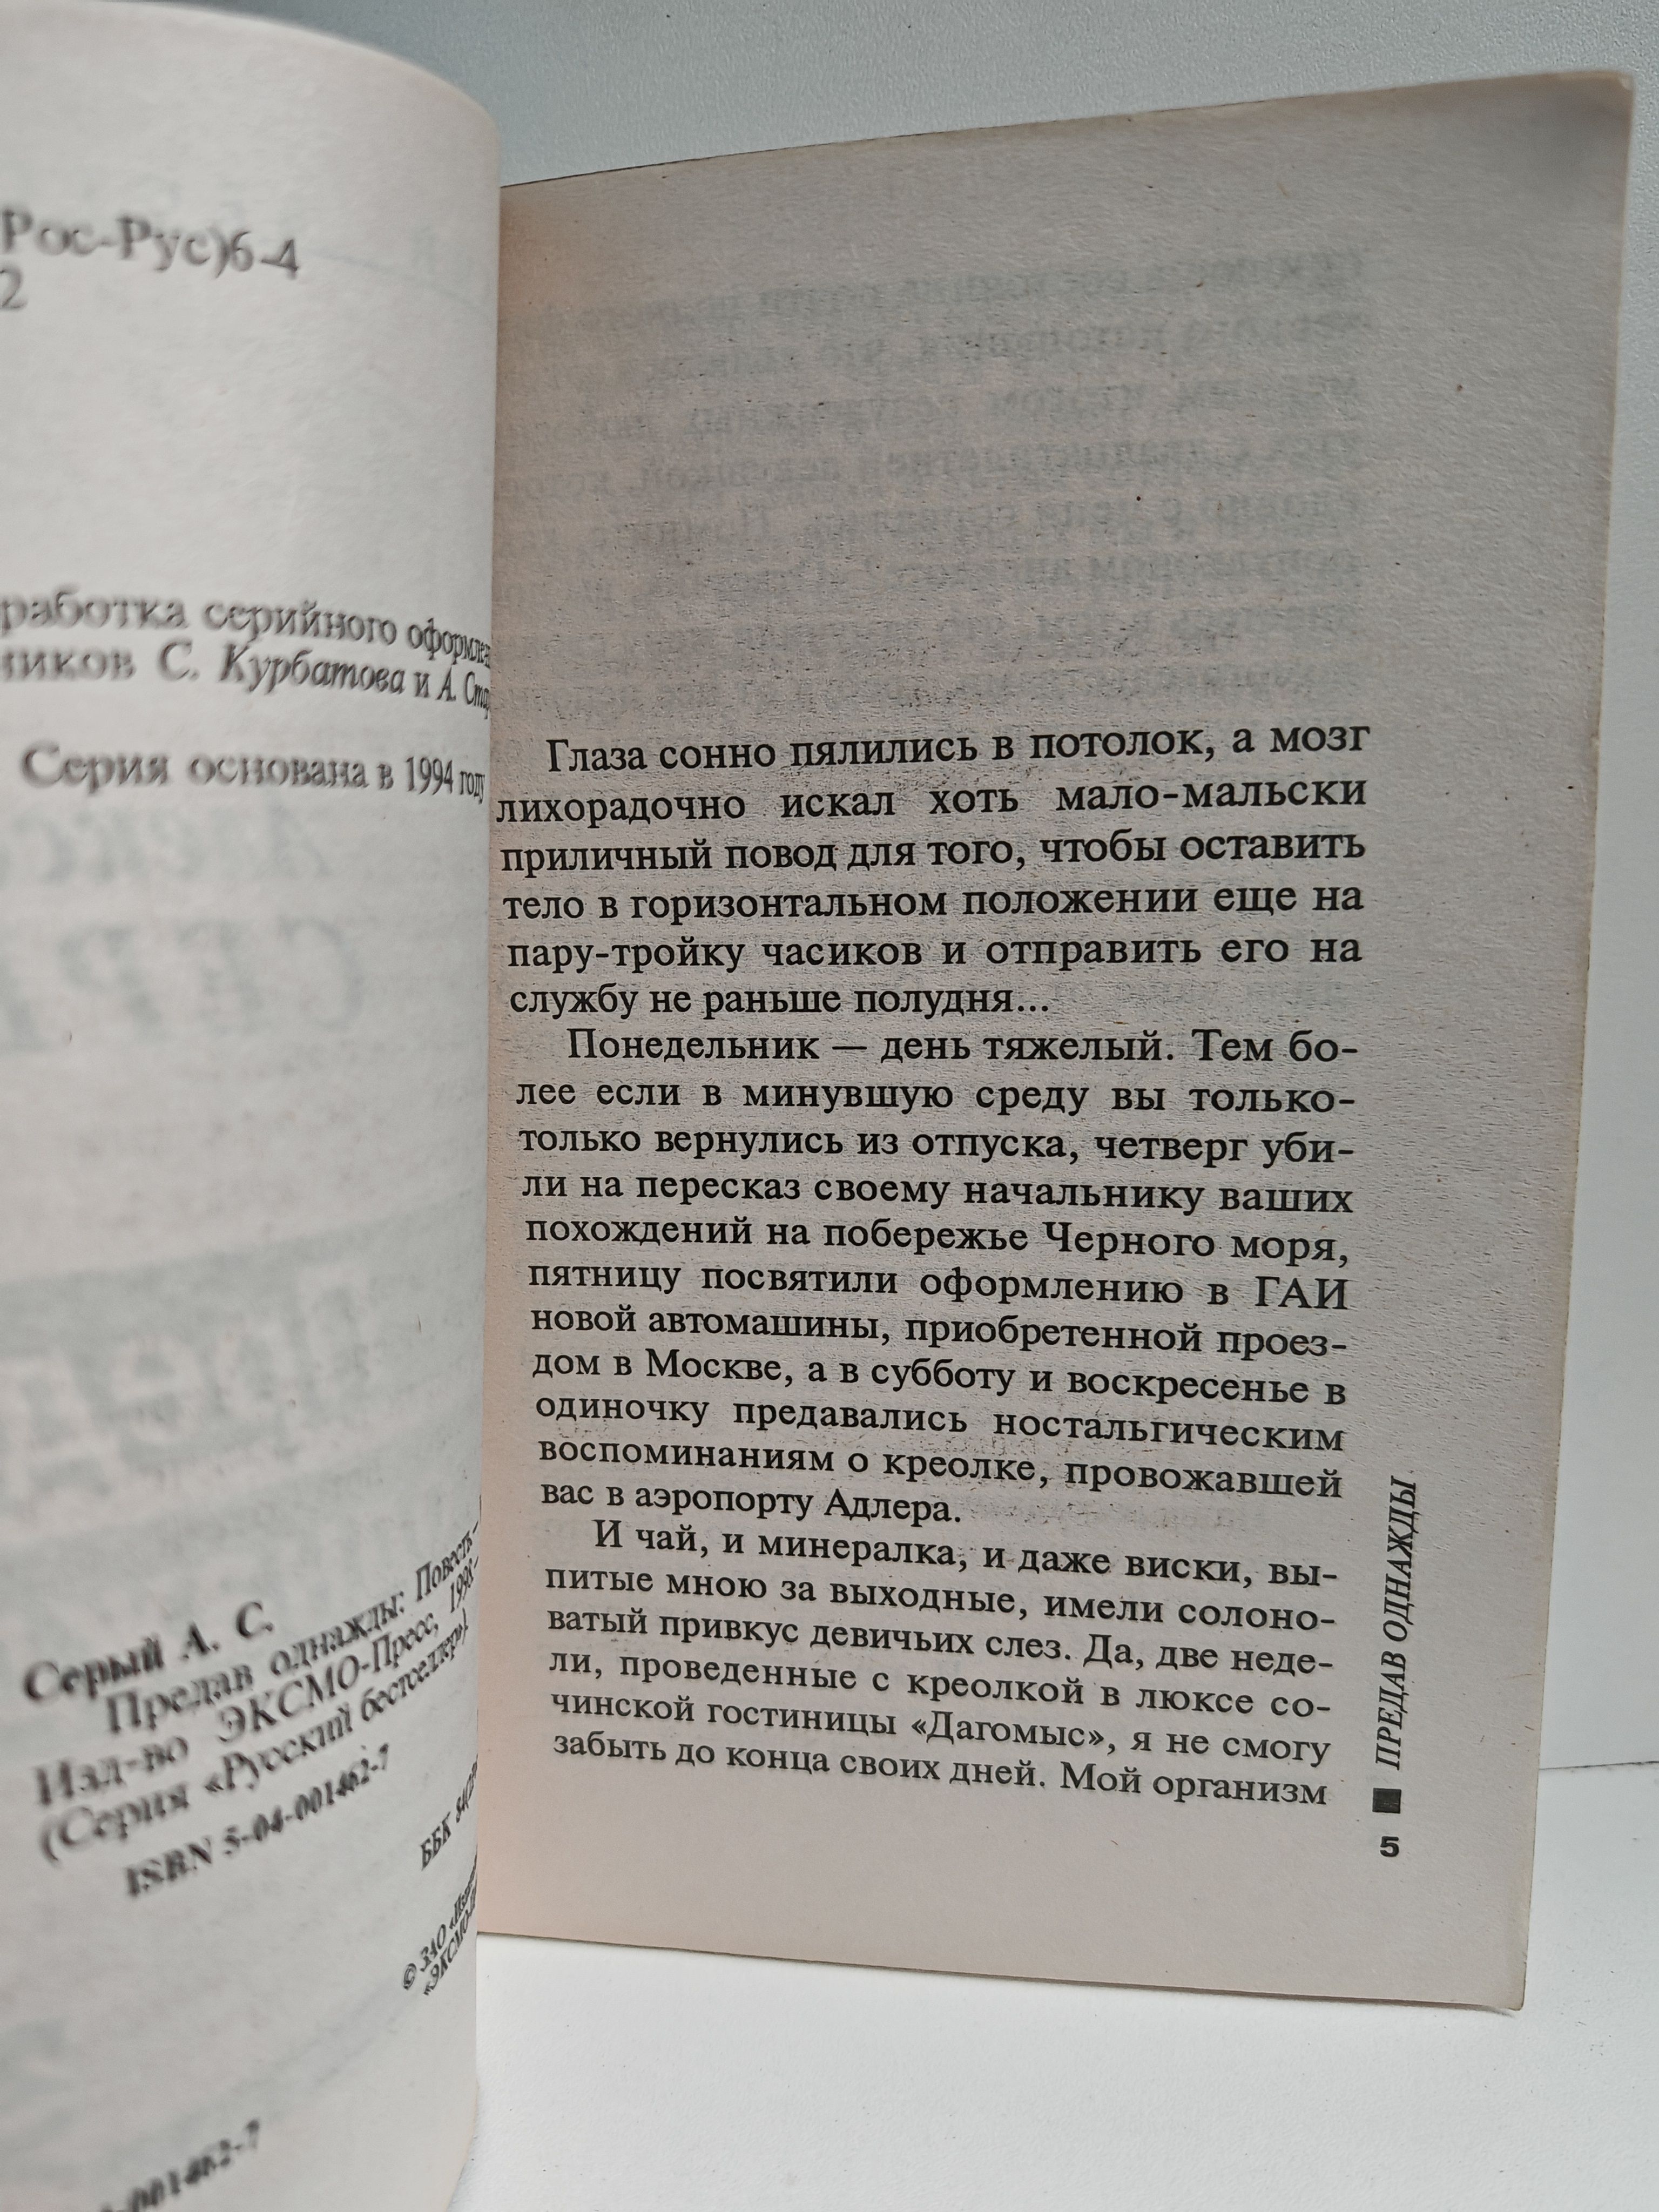 Рос-Рус)6-4
2
работка серийного оформле
ников С. Курбатова и А. Ста
Серия основана в 1994 году
Серый А. С.
Предав однажды: Повесть.—
Изд-во ЭКСМО-Пресс, 1998.—
(Серия «Русский бестселлер»)
ISBN 5-04-001462-7
ББК
© ЗАО
«ЭКСМО
-001462-7
Глаза сонно пялились в потолок, а мозг
лихорадочно искал хоть мало-мальски
приличный повод для того, чтобы оставить
тело в горизонтальном положении еще на
пару-тройку часиков и отправить его на
службу не раньше полудня...
Понедельник — день тяжелый. Тем бо-
лее если в минувшую среду вы только-
только вернулись из отпуска, четверг уби-
ли на пересказ своему начальнику ваших
похождений на побережье Черного моря,
пятницу посвятили оформлению в ГАИ
новой автомашины, приобретенной проез-
дом в Москве, а в субботу и воскресенье в
одиночку предавались ностальгическим
воспоминаниям о креолке, провожавшей
вас в аэропорту Адлера.
И чай, и минералка, и даже виски, вы-
питые мною за выходные, имели солоно-
ватый привкус девичьих слез. Да, две неде-
ли, проведенные с креолкой в люксе со-
чинской гостиницы «Дагомыс», я не смогу
забыть до конца своих дней. Мой организм
ПРЕДАВ ОДНАЖДЫ
5